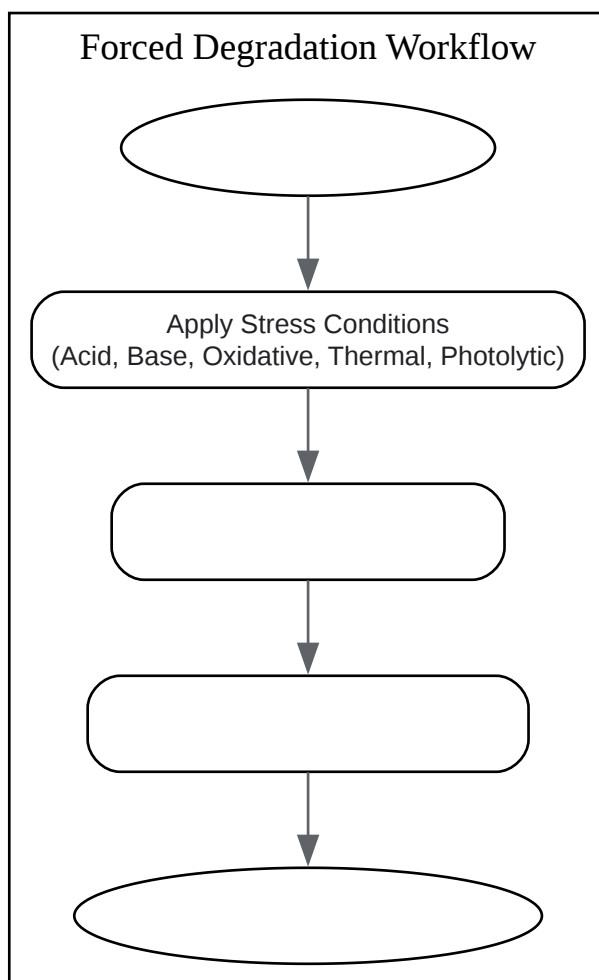 Forced Degradation Workflow
Apply Stress Conditions
(Acid, Base, Oxidative, Thermal, Photolytic)